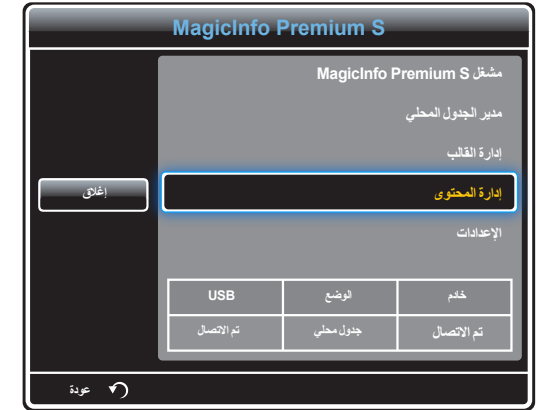 MagicInfo Premium S
مشغل MagicInfo Premium S
مدير الجدول المحلي
إدارة القالب
إدارة المحتوى
إغلاق
الإعدادات
خادم الوضع USB
تم الاتصال جدول محلي تم الاتصال
عودة